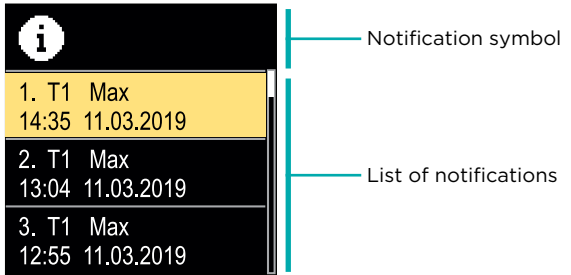 i
Notification symbol
1. T1 Max
14:35 11.03.2019
2. T1 Max
13:04 11.03.2019
List of notifications
3. T1 Max
12:55 11.03.2019